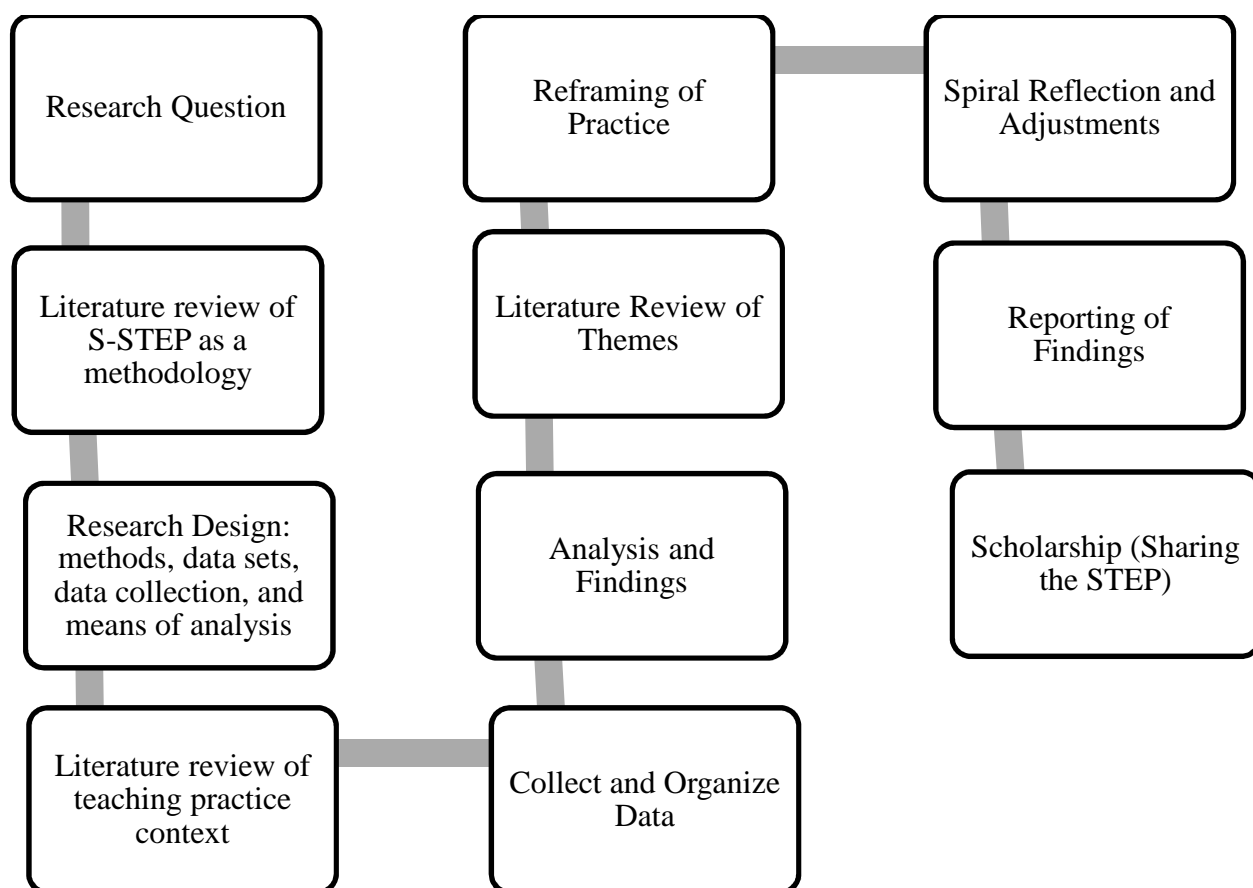 Research Question
Literature review of
S-STEP as a
methodology
Research Design:
methods, data sets,
data collection, and
means of analysis
Literature review of
teaching practice
context
Collect and Organize
Data
Analysis and
Findings
Literature Review of
Themes
Reframing of
Practice
Spiral Reflection and
Adjustments
Reporting of
Findings
Scholarship (Sharing
the STEP)